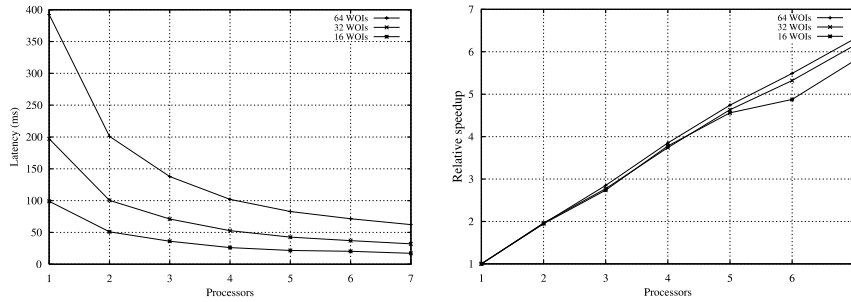 400
350
300
250
200
150
100
50
0
Latency (ms)
1 2 3 4 5 6 7
Processors
64 WOIs
32 WOIs
16 WOIs
7
6
5
4
3
2
1
Relative speedup
1 2 3 4 5 6
Processors
64 WOIs
32 WOIs
16 WOIs